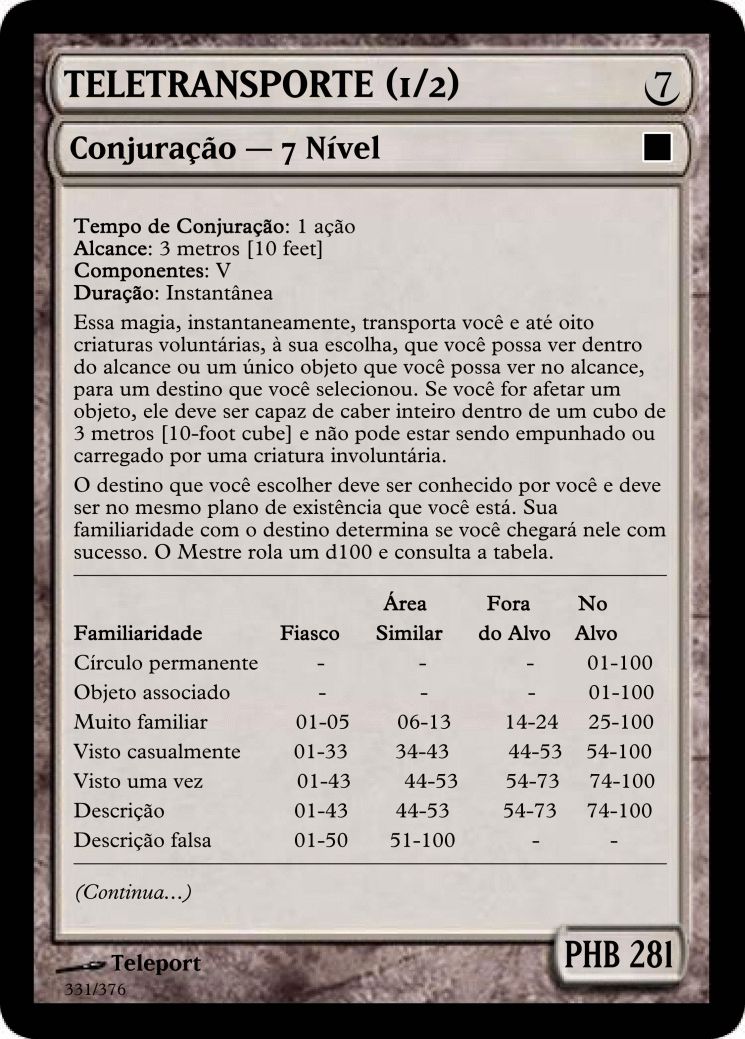 TELETRANSPORTE (1/2)
7
Conjuração — 7 Nível
Tempo de Conjuração: 1 ação
Alcance: 3 metros [10 feet]
Componentes: V
Duração: Instantânea
Essa magia, instantaneamente, transporta você e até oito
criaturas voluntárias, à sua escolha, que você possa ver dentro
do alcance ou um único objeto que você possa ver no alcance,
para um destino que você selecionou. Se você for afetar um
objeto, ele deve ser capaz de caber inteiro dentro de um cubo de
3 metros [10-foot cube] e não pode estar sendo empunhado ou
carregado por uma criatura involuntária.
O destino que você escolher deve ser conhecido por você e deve
ser no mesmo plano de existência que você está. Sua
familiaridade com o destino determina se você chegará nele com
sucesso. O Mestre rola um d100 e consulta a tabela.
Área Fora No
Familiaridade Fiasco Similar do Alvo Alvo
Círculo permanente - - - 01-100
Objeto associado - - - 01-100
Muito familiar 01-05 06-13 14-24 25-100
Visto casualmente 01-33 34-43 44-53 54-100
Visto uma vez 01-43 44-53 54-73 74-100
Descrição 01-43 44-53 54-73 74-100
Descrição falsa 01-50 51-100 - -
(Continua...)
PHB 281
Teleport
331/376